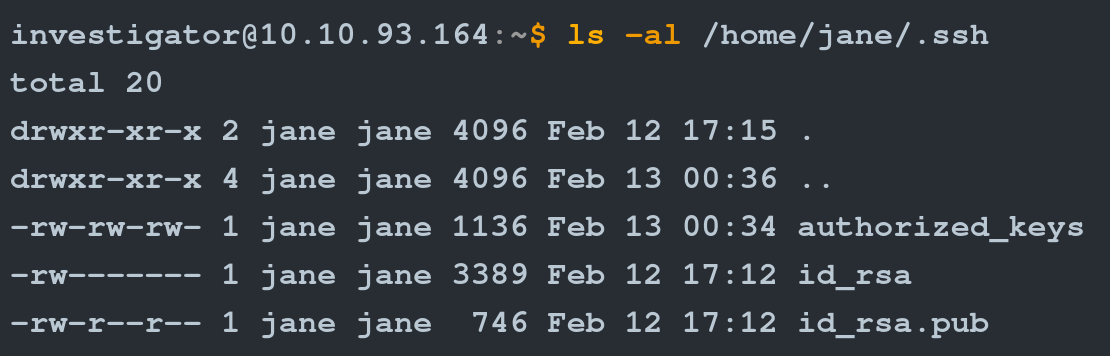 investigator@10.10.93.164:~$ ls -al /home/jane/.ssh
total 20
drwxr-xr-x 2 jane jane 4096 Feb 12 17:15 .
drwxr-xr-x 4 jane jane 4096 Feb 13 00:36 ..
-rw-rw-rw- 1 jane jane 1136 Feb 13 00:34 authorized_keys
-rw------- 1 jane jane 3389 Feb 12 17:12 id_rsa
-rw-r--r-- 1 jane jane  746 Feb 12 17:12 id_rsa.pub